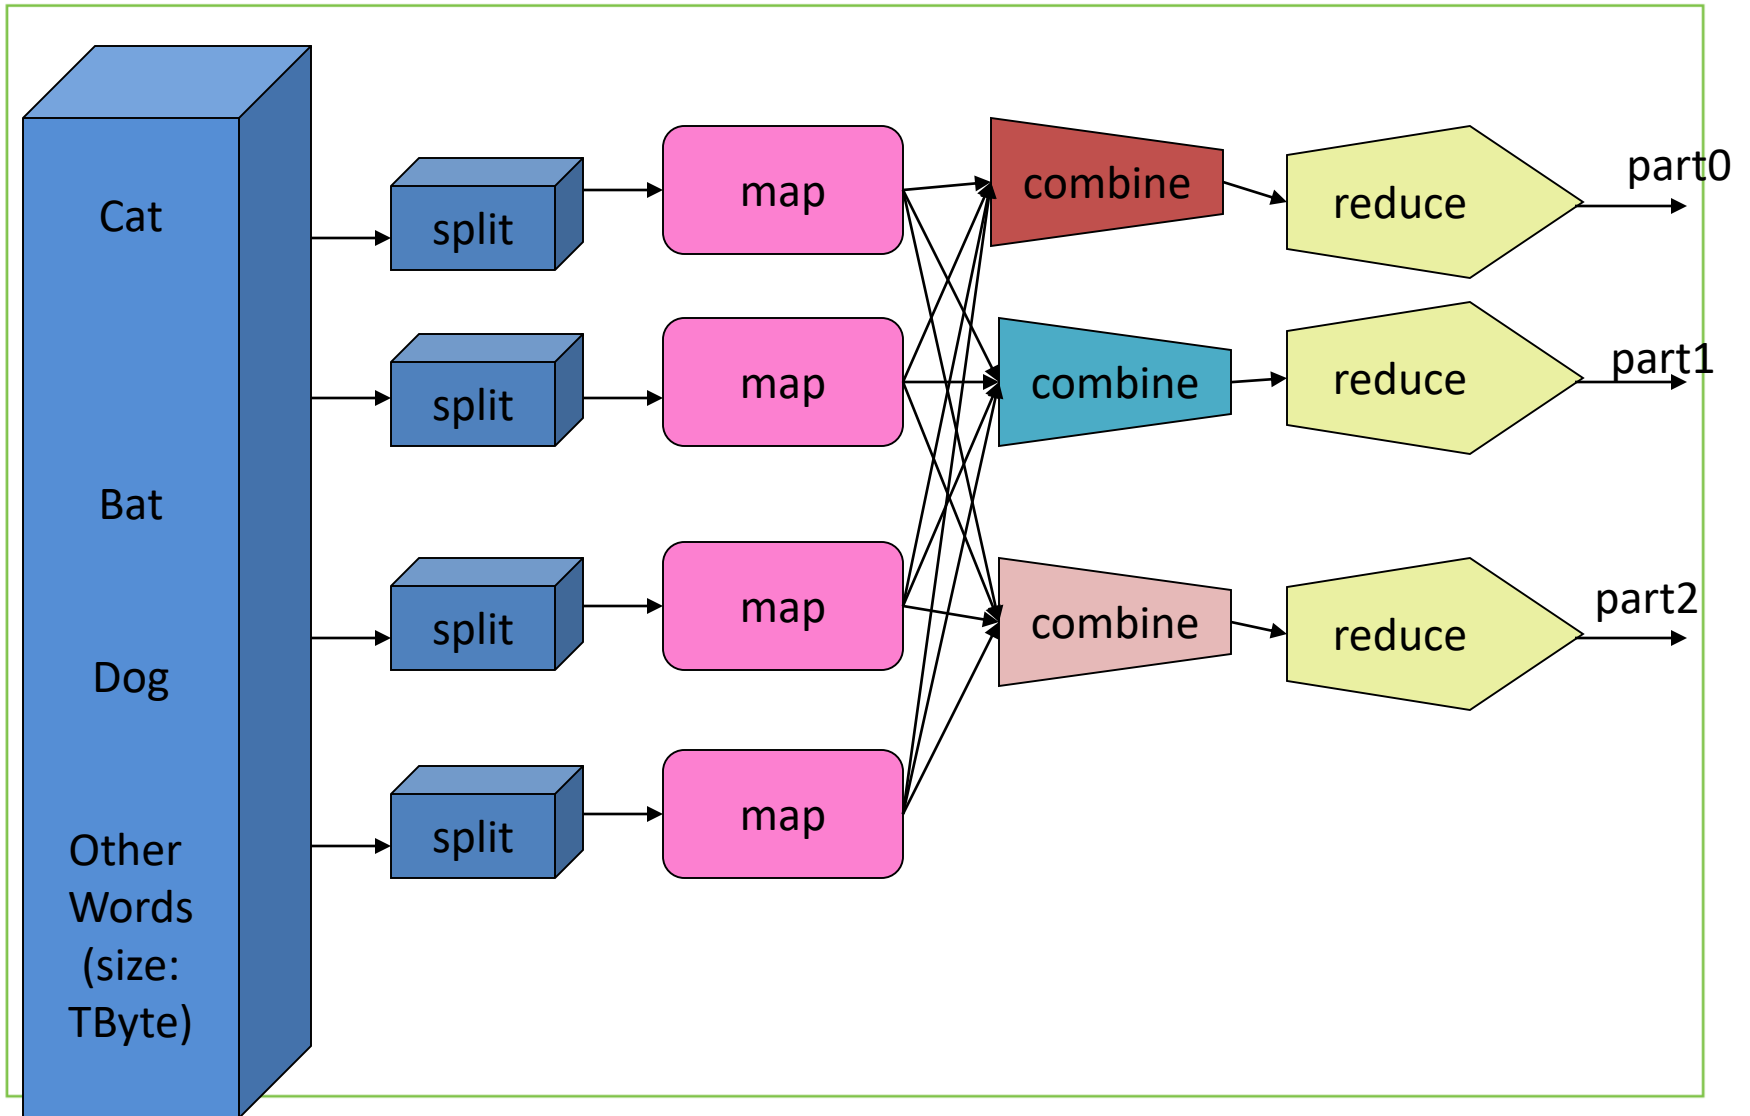 Cat
Bat
Dog
Other
Words
(size:
TByte)
split
split
split
split
map
map
map
map
combine
combine
combine
reduce
reduce
reduce
part0
part1
part2